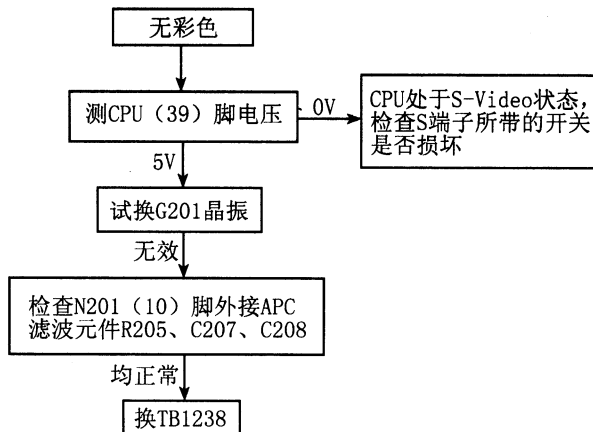 无彩色
测CPU（39）脚电压
0V
CPU处于S-Video状态，
检查S端子所带的开关
是否损坏
5V
试换G201晶振
无效
检查N201（10）脚外接APC
滤波元件R205、C207、C208
均正常
换TB1238